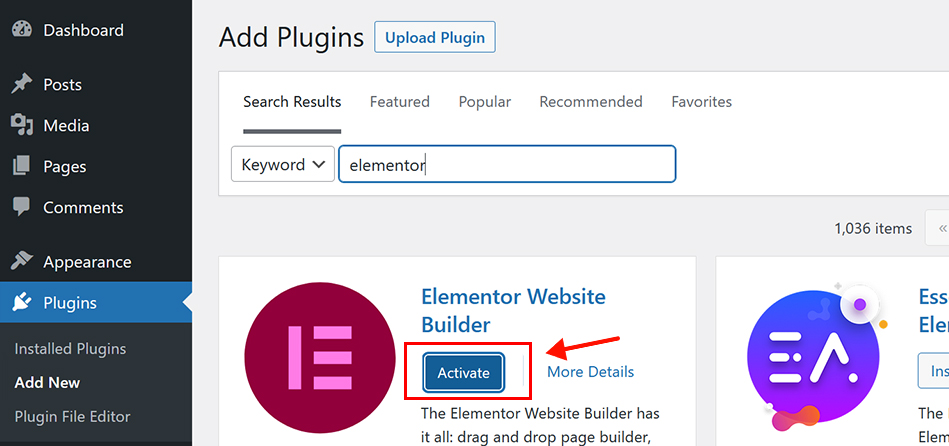 Dashboard
Posts
Media
Pages
Comments
Appearance
Plugins
Installed Plugins
Add New
Plugin File Editor
Add Plugins
Upload Plugin
Search Results
Featured
Popular
Recommended
Favorites
Keyword
elementor
1,036 items
«
Elementor Website
Builder
Activate
More Details
The Elementor Website Builder has
it all: drag and drop page builder,
Ess
Ele
Ins
The
Elem